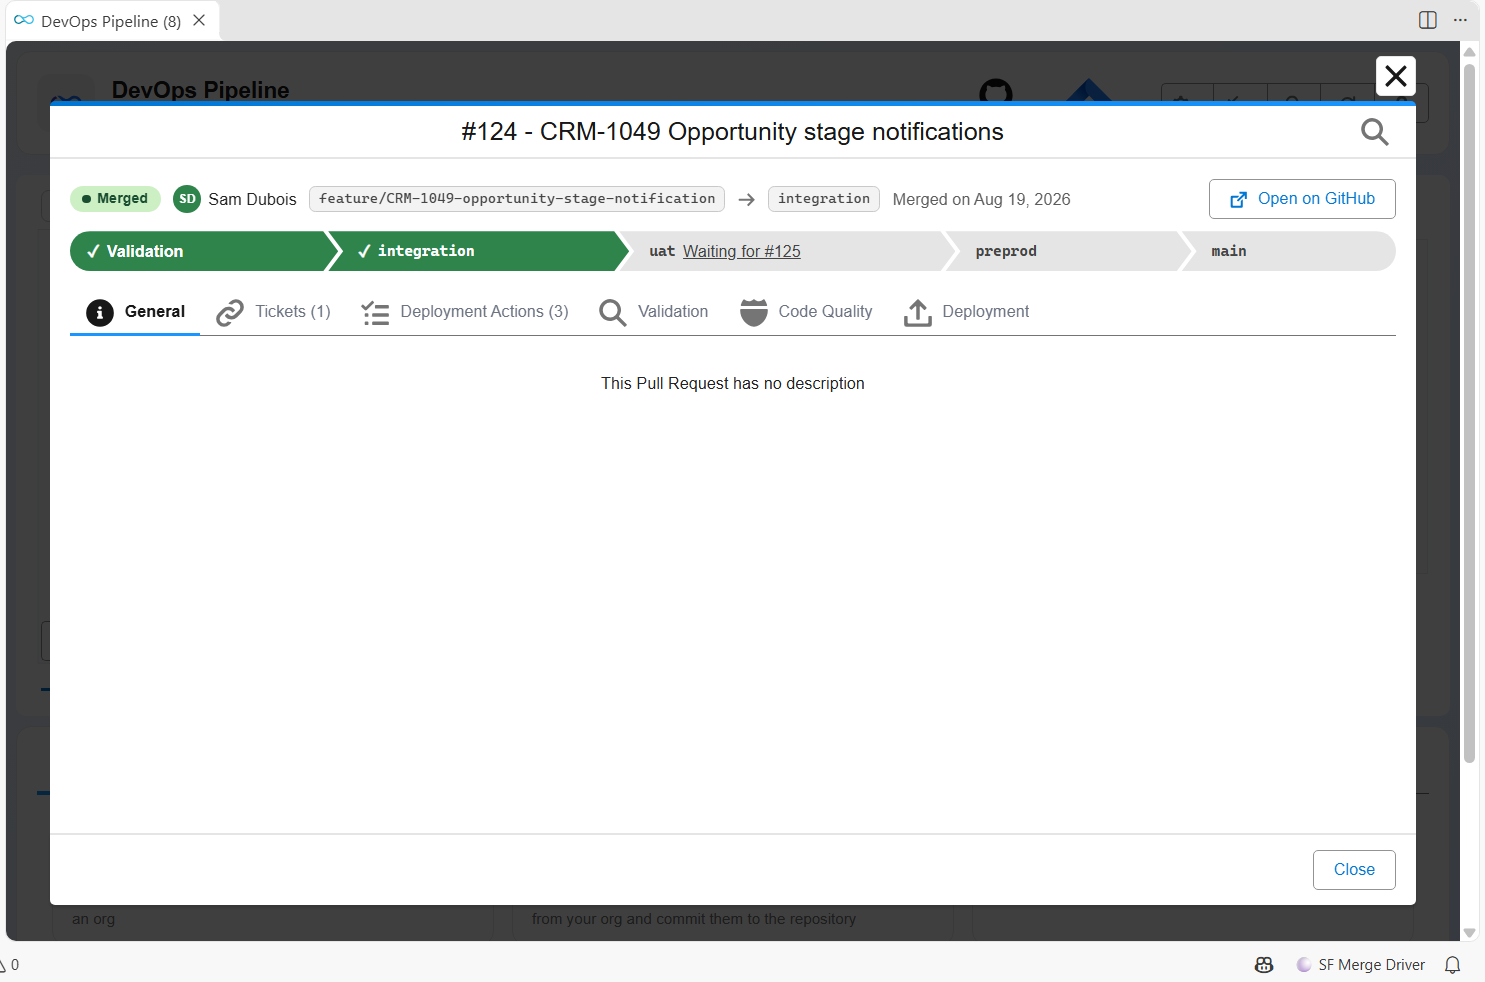 DevOps Pipeline (8)
DevOps Pipeline
#124 - CRM-1049 Opportunity stage notifications
Merged SD Sam Dubois feature/CRM-1049-opportunity-stage-notification → integration Merged on Aug 19, 2026 Open on GitHub
✓ Validation ✓ integration uat Waiting for #125 preprod main
General Tickets (1) Deployment Actions (3) Validation Code Quality Deployment
This Pull Request has no description
Close
an org from your org and commit them to the repository
0 SF Merge Driver